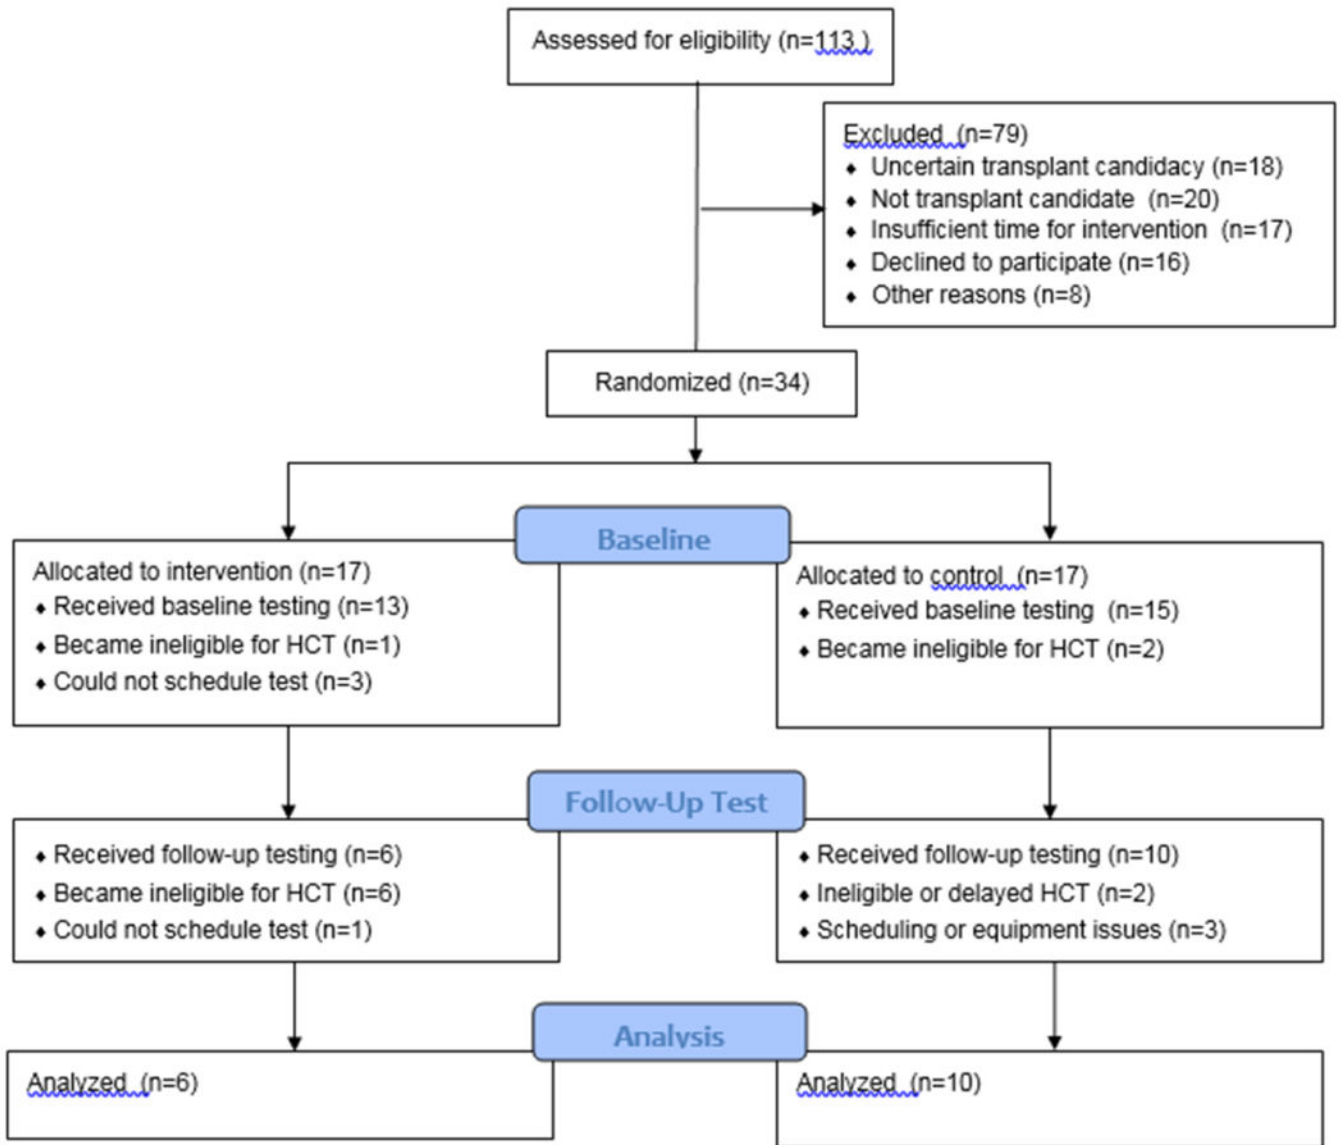 Assessed for eligibility (n=113 )
Excluded (n=79)
♦ Uncertain transplant candidacy (n=18)
♦ Not transplant candidate (n=20)
♦ Insufficient time for intervention (n=17)
♦ Declined to participate (n=16)
♦ Other reasons (n=8)
Randomized (n=34)
Baseline
Allocated to intervention (n=17)
♦ Received baseline testing (n=13)
♦ Became ineligible for HCT (n=1)
♦ Could not schedule test (n=3)
Allocated to control (n=17)
♦ Received baseline testing (n=15)
♦ Became ineligible for HCT (n=2)
Follow-Up Test
♦ Received follow-up testing (n=6)
♦ Became ineligible for HCT (n=6)
♦ Could not schedule test (n=1)
♦ Received follow-up testing (n=10)
♦ Ineligible or delayed HCT (n=2)
♦ Scheduling or equipment issues (n=3)
Analysis
Analyzed (n=6)
Analyzed (n=10)